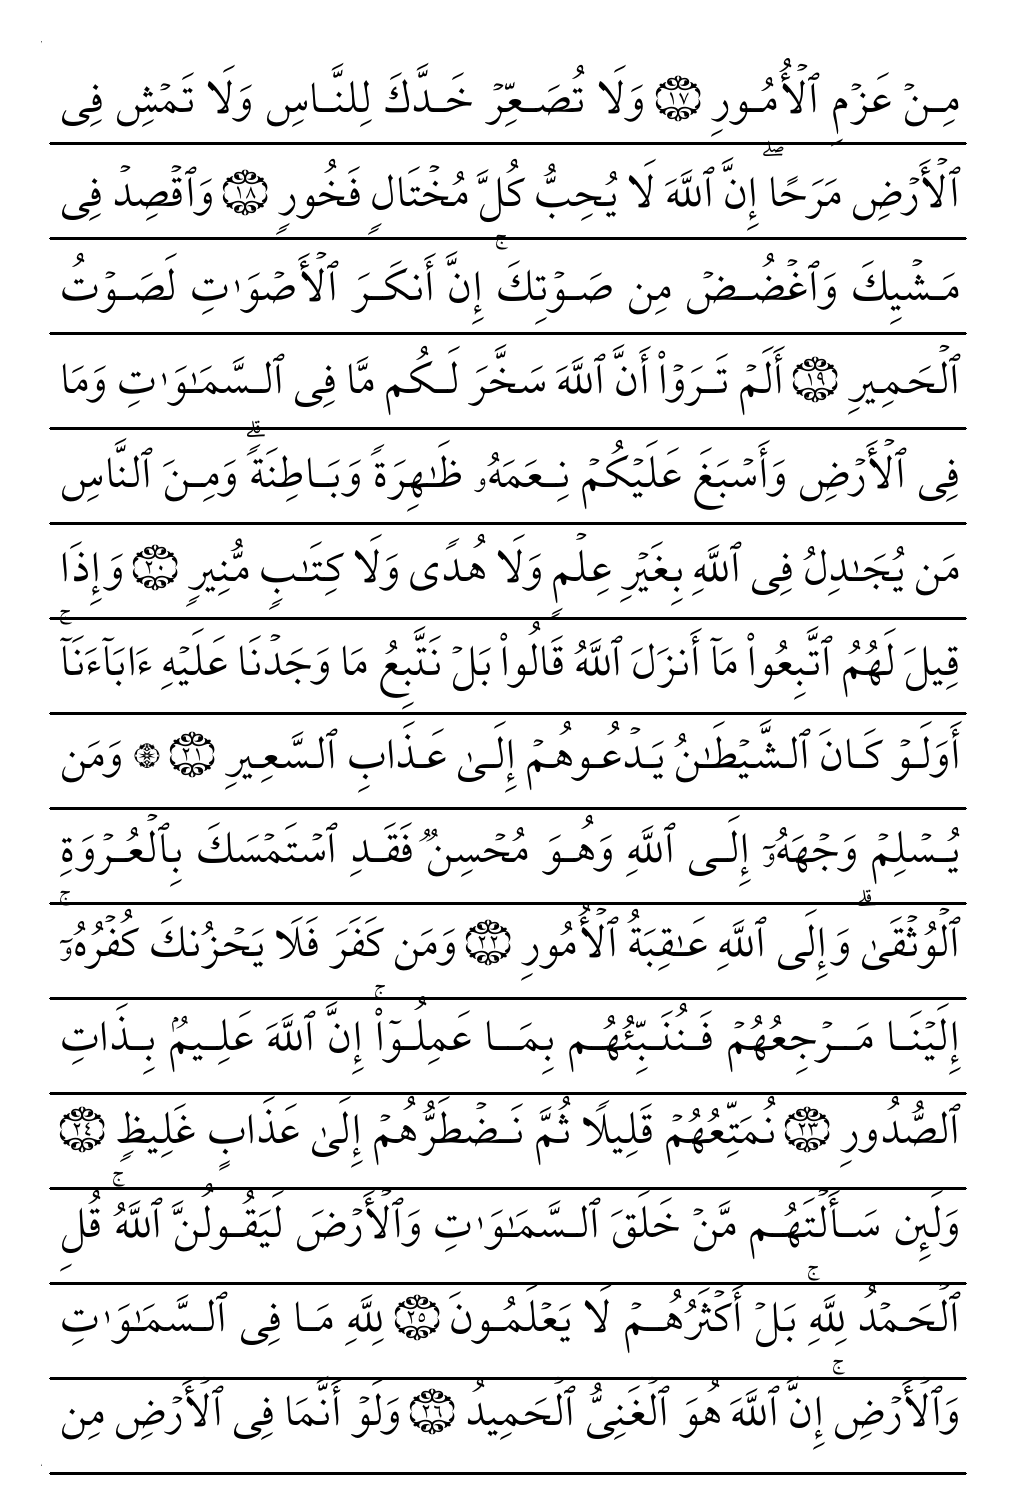 مِنۡ عَزۡمِ ٱلۡأُمُورِ ١٧ وَلَا تُصَعِّرۡ خَدَّكَ لِلنَّاسِ وَلَا تَمۡشِ فِى
ٱلۡأَرۡضِ مَرَحًاۖ إِنَّ ٱللَّهَ لَا يُحِبُّ كُلَّ مُخۡتَالٍ فَخُورٍ ١٨ وَٱقۡصِدۡ فِى
مَشۡيِكَ وَٱغۡضُضۡ مِن صَوۡتِكَۚ إِنَّ أَنكَرَ ٱلۡأَصۡوَٰتِ لَصَوۡتُ
ٱلۡحَمِيرِ ١٩ أَلَمۡ تَرَوۡاْ أَنَّ ٱللَّهَ سَخَّرَ لَكُم مَّا فِى ٱلسَّمَـٰوَٰتِ وَمَا
فِى ٱلۡأَرۡضِ وَأَسۡبَغَ عَلَيۡكُمۡ نِعَمَهُۥ ظَـٰهِرَةً وَبَاطِنَةًۗ وَمِنَ ٱلنَّاسِ
مَن يُجَـٰدِلُ فِى ٱللَّهِ بِغَيۡرِ عِلۡمٍ وَلَا هُدًى وَلَا كِتَـٰبٍ مُّنِيرٍ ٢٠ وَإِذَا
قِيلَ لَهُمُ ٱتَّبِعُواْ مَآ أَنزَلَ ٱللَّهُ قَالُواْ بَلۡ نَتَّبِعُ مَا وَجَدۡنَا عَلَيۡهِ ءَابَآءَنَآۚ
أَوَلَوۡ كَانَ ٱلشَّيۡطَـٰنُ يَدۡعُوهُمۡ إِلَىٰ عَذَابِ ٱلسَّعِيرِ ٢١ ۞ وَمَن
يُسۡلِمۡ وَجۡهَهُۥٓ إِلَى ٱللَّهِ وَهُوَ مُحۡسِنٌ فَقَدِ ٱسۡتَمۡسَكَ بِٱلۡعُرۡوَةِ
ٱلۡوُثۡقَىٰۗ وَإِلَى ٱللَّهِ عَـٰقِبَةُ ٱلۡأُمُورِ ٢٢ وَمَن كَفَرَ فَلَا يَحۡزُنكَ كُفۡرُهُۥٓۚ
إِلَيۡنَا مَرۡجِعُهُمۡ فَنُنَبِّئُهُم بِمَا عَمِلُوٓاْۚ إِنَّ ٱللَّهَ عَلِيمُۢ بِذَاتِ
ٱلصُّدُورِ ٢٣ نُمَتِّعُهُمۡ قَلِيلًا ثُمَّ نَضۡطَرُّهُمۡ إِلَىٰ عَذَابٍ غَلِيظٍ ٢٤
وَلَئِن سَأَلۡتَهُم مَّنۡ خَلَقَ ٱلسَّمَـٰوَٰتِ وَٱلۡأَرۡضَ لَيَقُولُنَّ ٱللَّهُۚ قُلِ
ٱلۡحَمۡدُ لِلَّهِۚ بَلۡ أَكۡثَرُهُمۡ لَا يَعۡلَمُونَ ٢٥ لِلَّهِ مَا فِى ٱلسَّمَـٰوَٰتِ
وَٱلۡأَرۡضِۚ إِنَّ ٱللَّهَ هُوَ ٱلۡغَنِىُّ ٱلۡحَمِيدُ ٢٦ وَلَوۡ أَنَّمَا فِى ٱلۡأَرۡضِ مِن